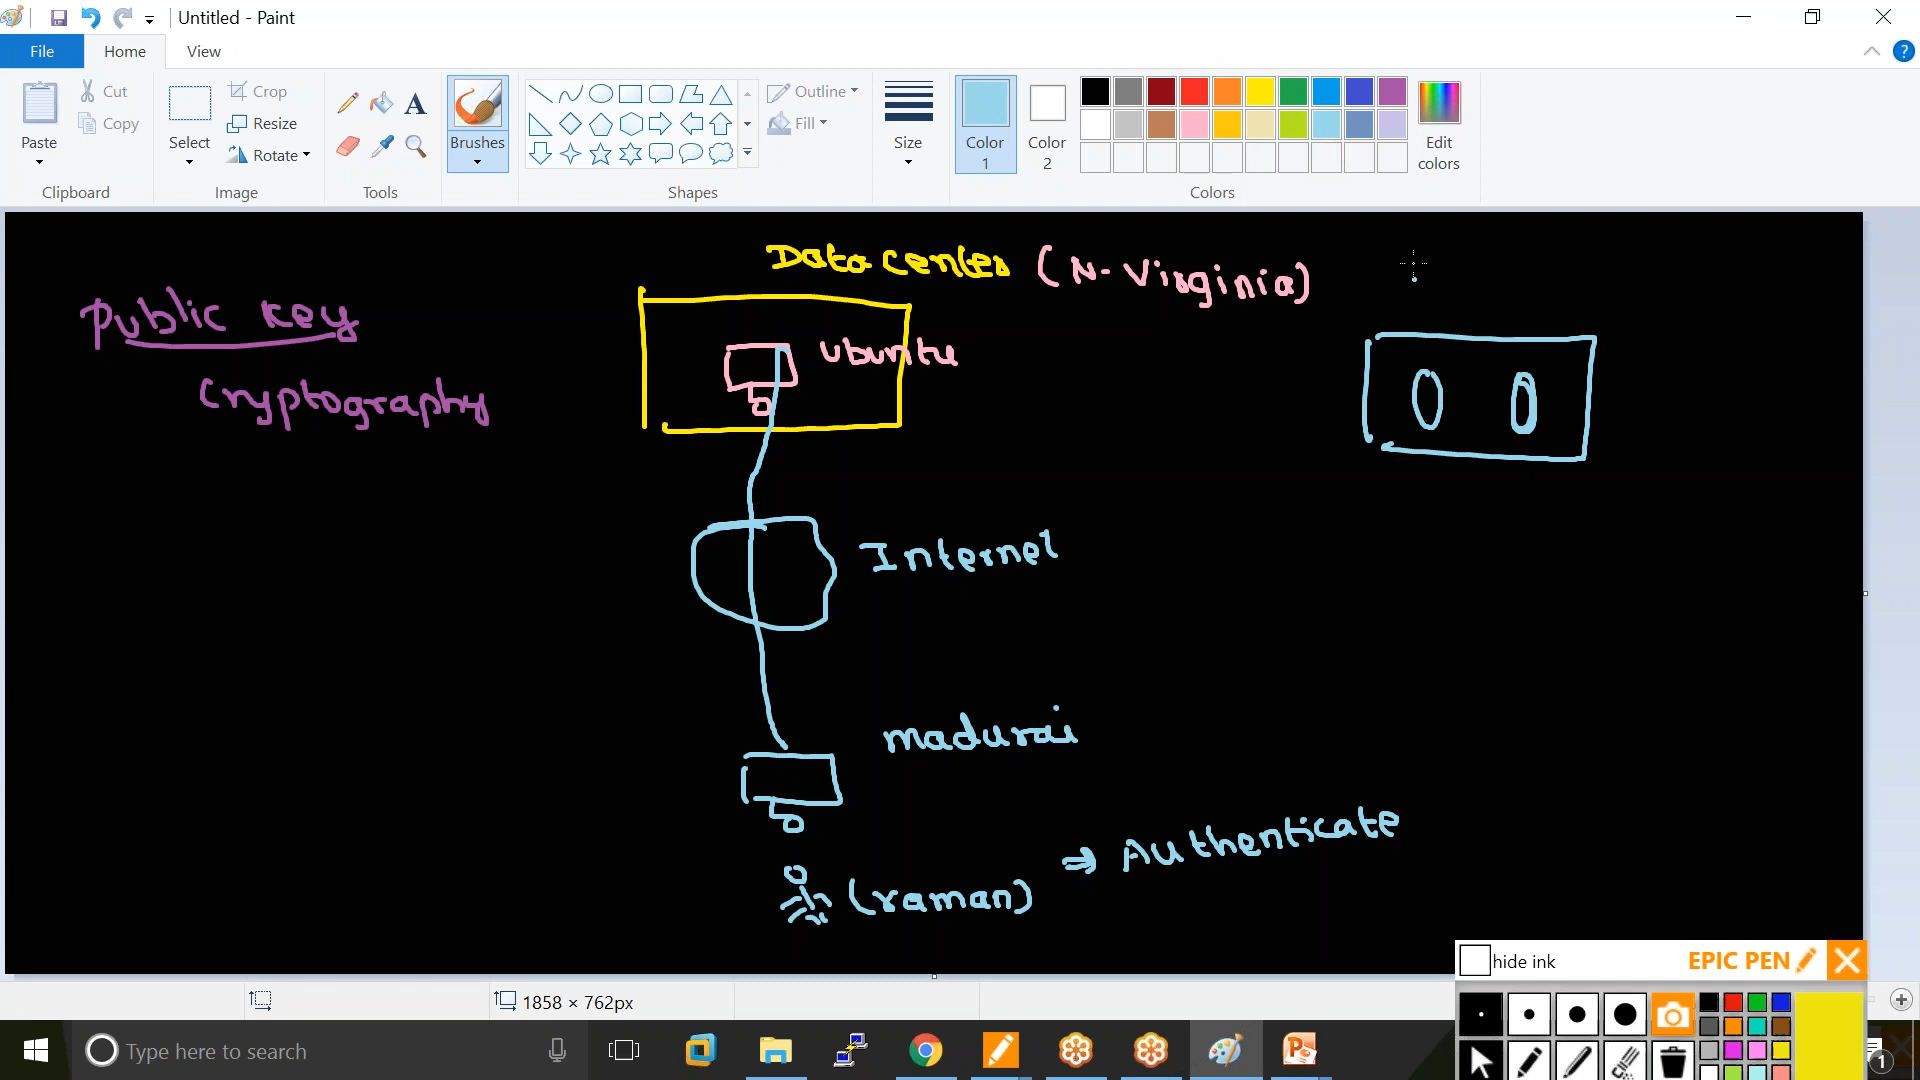 Untitled - Paint
File Home View
Paste
Cut
Copy
Clipboard
Select
Crop
Resize
Rotate
Image
Tools
Brushes
Shapes
Outline
Fill
Size
Color 1
Color 2
Edit colors
Colors
Data center (N-Virginia)
public key
cryptography
ubuntu
Internet
madurai
(raman) ⇒ Authenticate
hide ink EPIC PEN
1858 × 762px
Type here to search
1